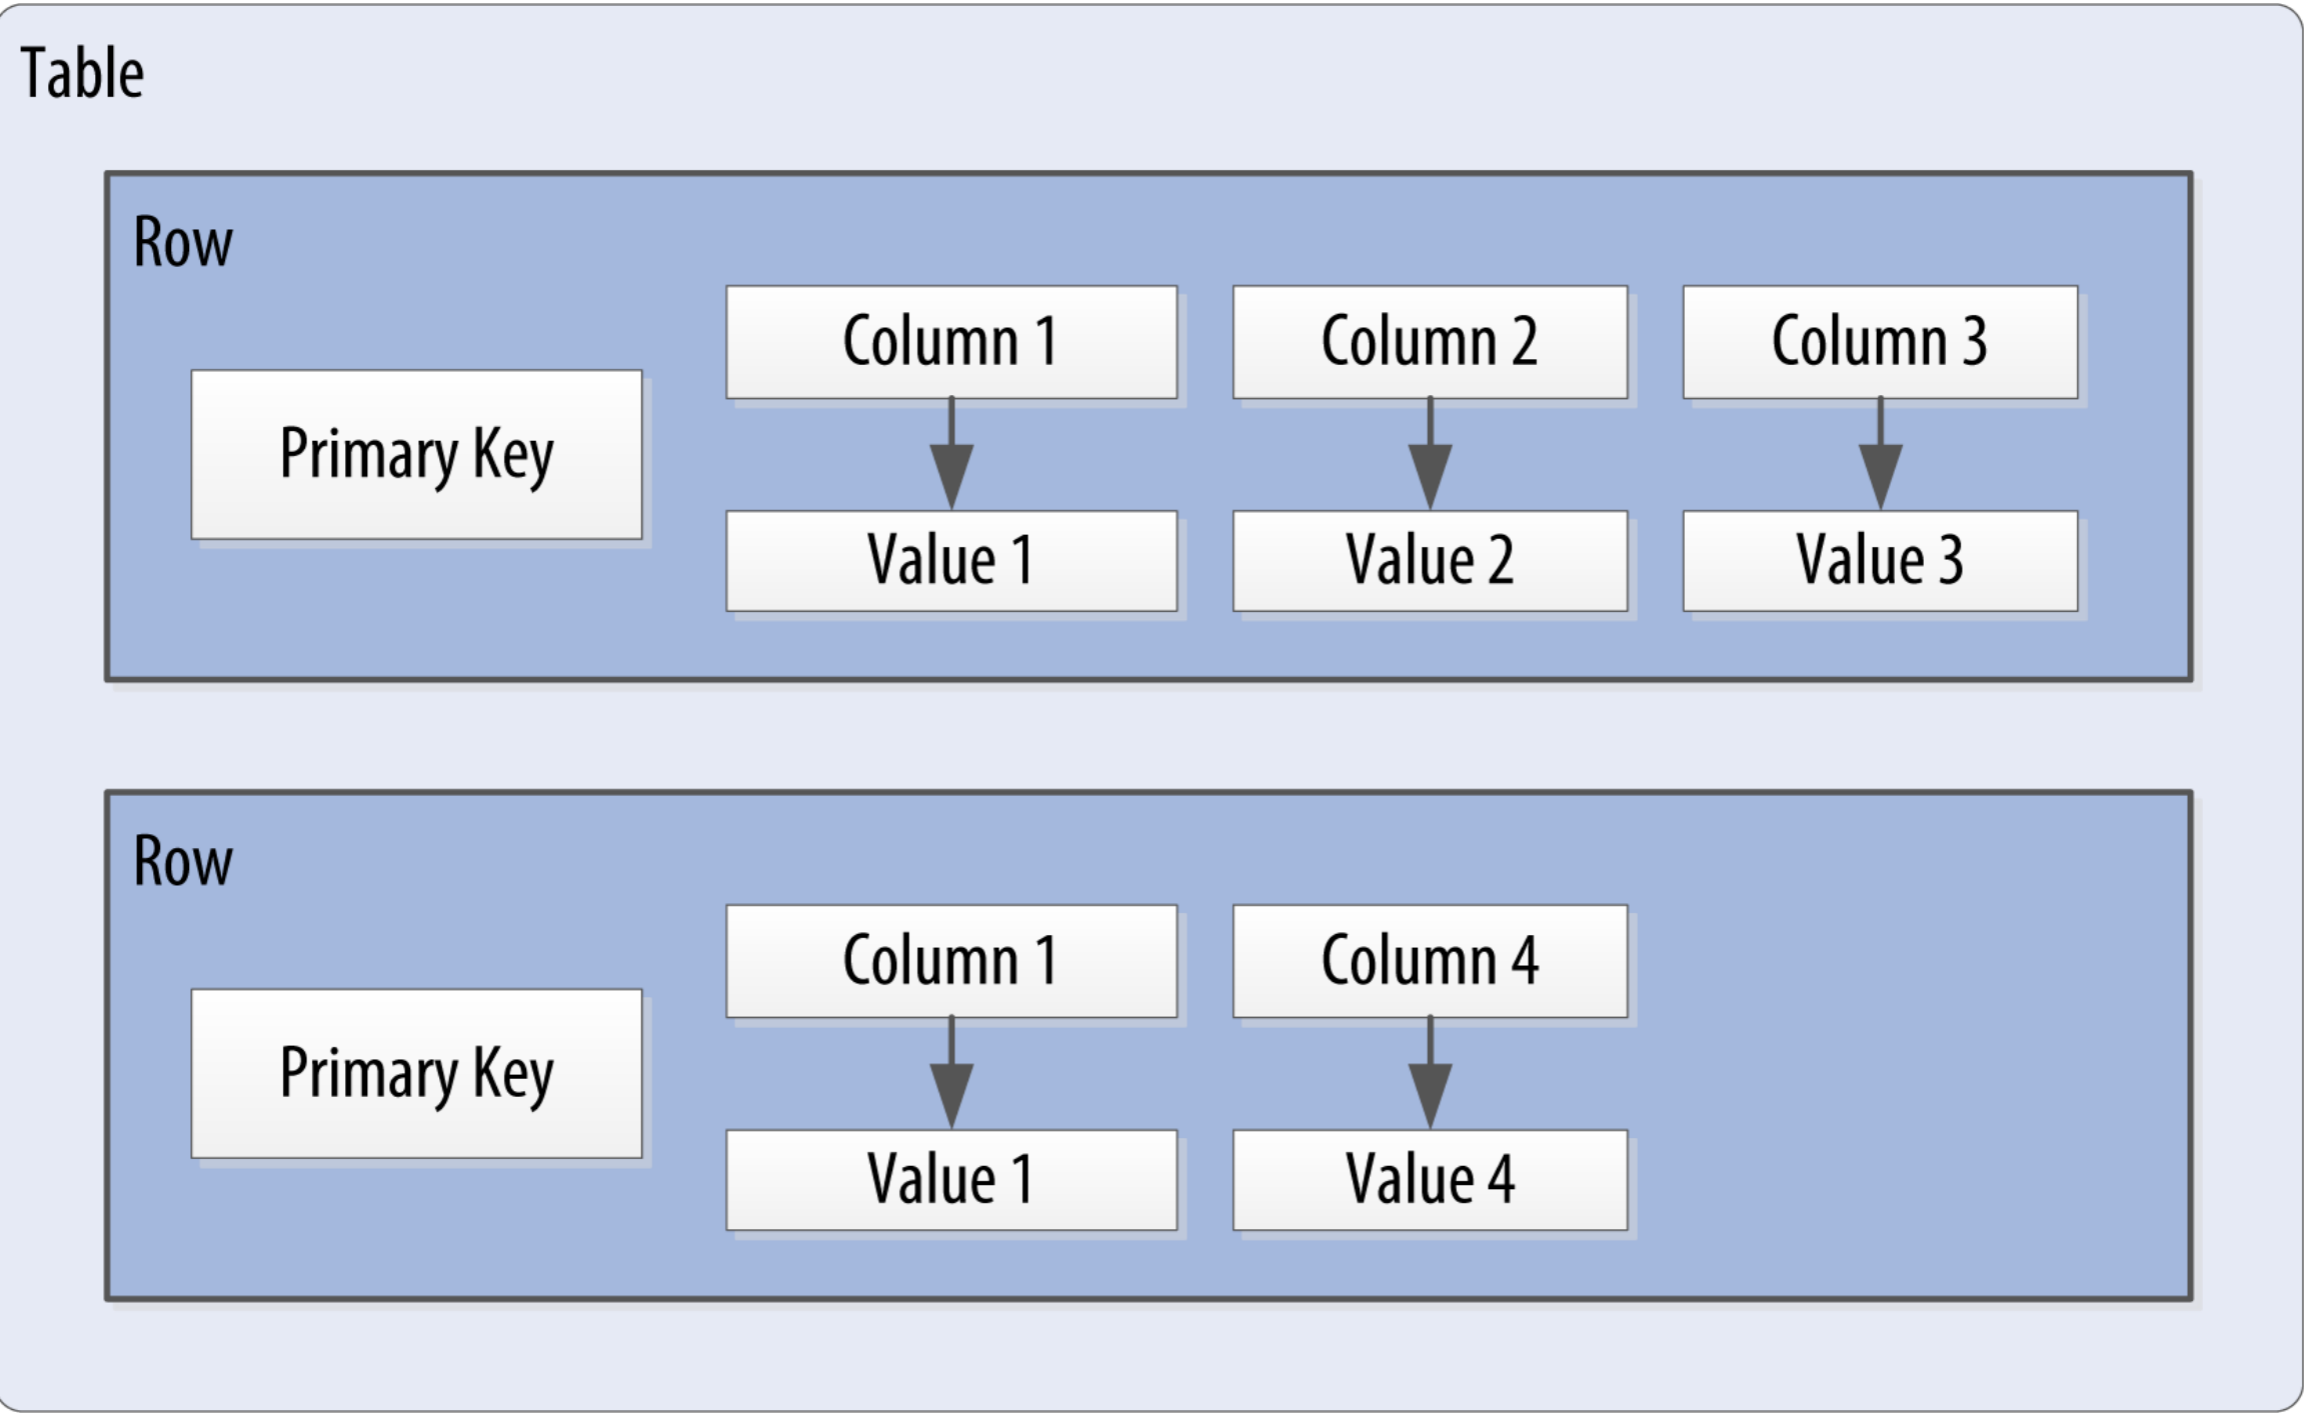 Table
Row
Column 1
Column 2
Column 3
Primary Key
Value 1
Value 2
Value 3
Row
Column 1
Column 4
Primary Key
Value 1
Value 4